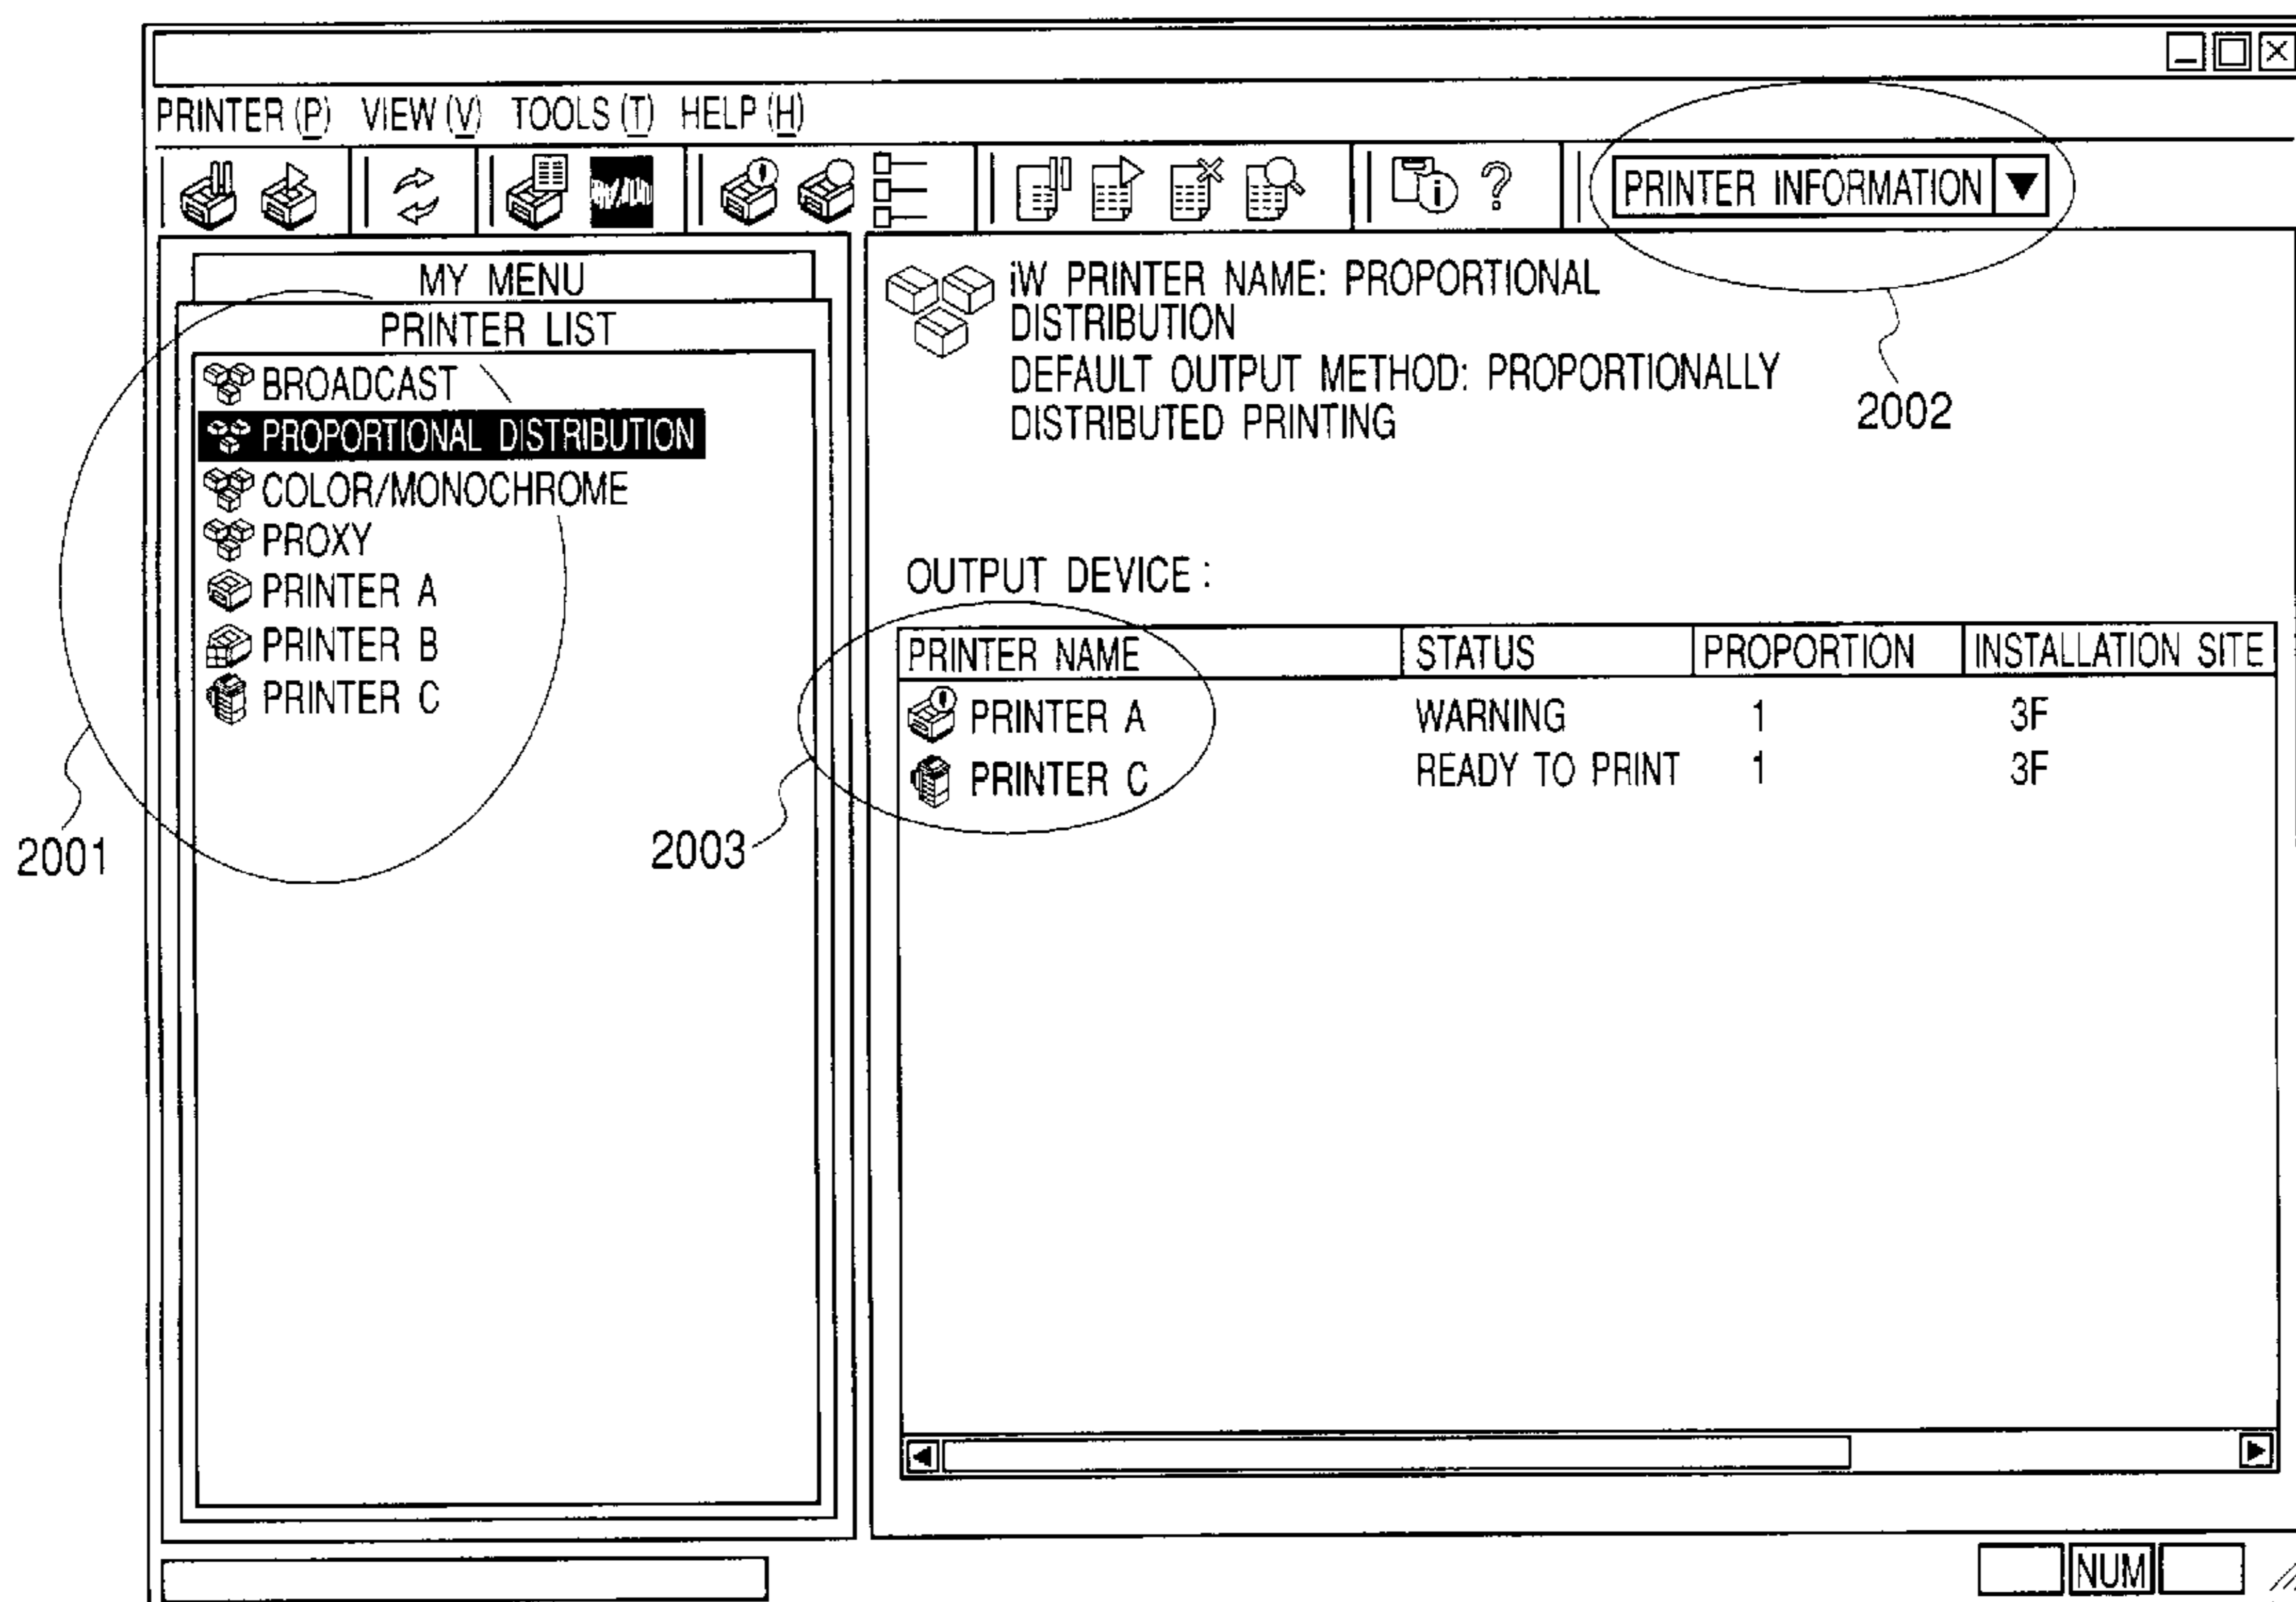 PRINTER (P) VIEW (V) TOOLS (T) HELP (H)
PRINTER INFORMATION
MY MENU
PRINTER LIST
BROADCAST
PROPORTIONAL DISTRIBUTION
COLOR/MONOCHROME
PROXY
PRINTER A
PRINTER B
PRINTER C
2001
iW PRINTER NAME: PROPORTIONAL
DISTRIBUTION
DEFAULT OUTPUT METHOD: PROPORTIONALLY
DISTRIBUTED PRINTING
2002
OUTPUT DEVICE :
PRINTER NAME STATUS PROPORTION INSTALLATION SITE
PRINTER A WARNING 1 3F
PRINTER C READY TO PRINT 1 3F
2003
NUM